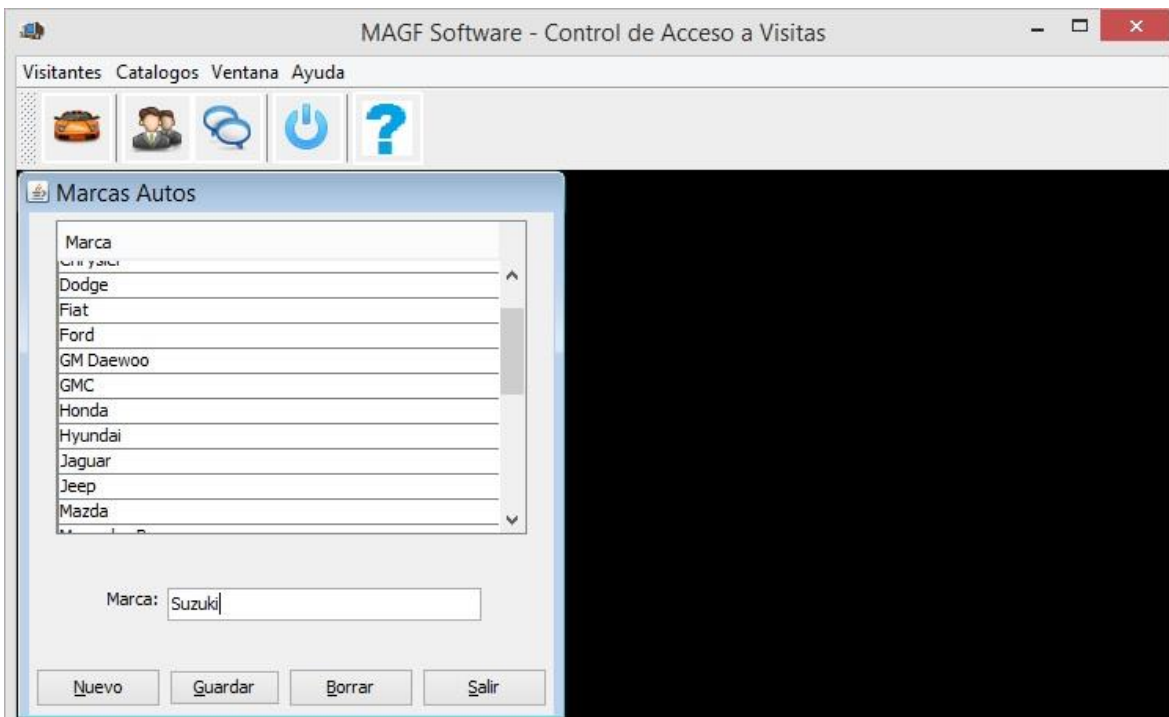 MAGF Software - Control de Acceso a Visitas
Visitantes Catalogos Ventana Ayuda
?
Marcas Autos
Marca
Chrysler
Dodge
Fiat
Ford
GM Daewoo
GMC
Honda
Hyundai
Jaguar
Jeep
Mazda
Marca: Suzuki
Nuevo Guardar Borrar Salir